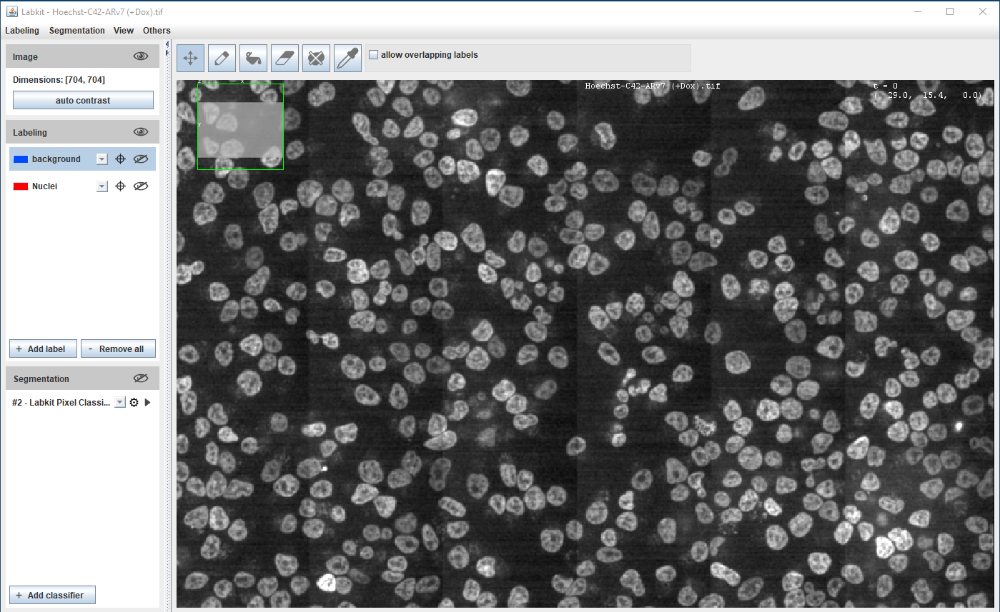 Labkit - Hoechst-C42-ARv7 (+Dox).tif
Labeling Segmentation View Others
Image
allow overlapping labels
Dimensions: [704, 704]
auto contrast
Hoechst-C42-ARv7 (+Dox).tif
t = 0
( 29.0, 15.4, 0.0)
x
y
Labeling
background
Nuclei
+ Add label
- Remove all
Segmentation
#2 - Labkit Pixel Classi...
+ Add classifier